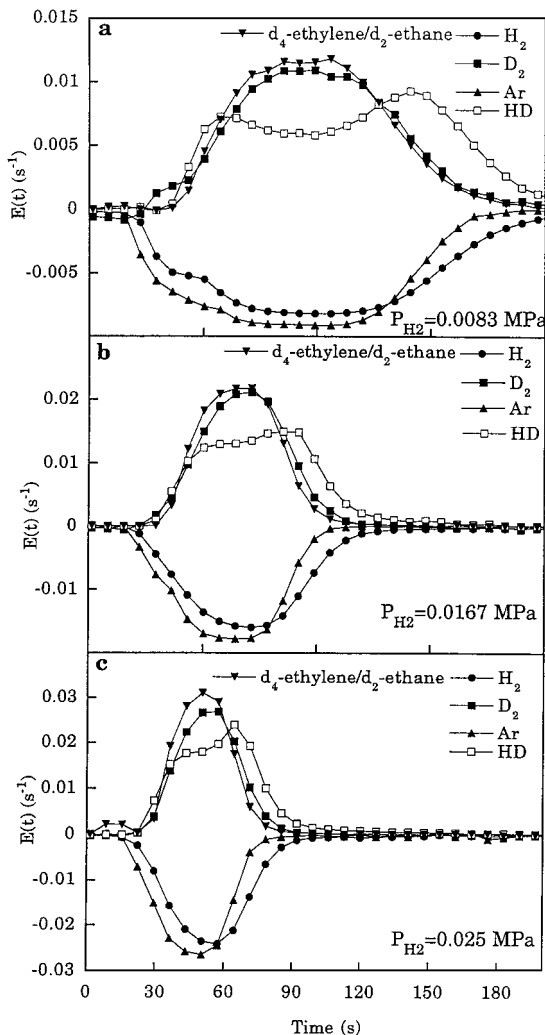 a
d₄-ethylene/d₂-ethane
H₂
D₂
Ar
HD
0.015
0.01
0.005
0
-0.005
E(t) (s⁻¹)
P_H2=0.0083 MPa
b
d₄-ethylene/d₂-ethane
H₂
D₂
Ar
HD
0.02
0.01
0
-0.01
E(t) (s⁻¹)
P_H2=0.0167 MPa
c
d₄-ethylene/d₂-ethane
H₂
D₂
Ar
HD
0.03
0.02
0.01
0
-0.01
-0.02
-0.03
E(t) (s⁻¹)
P_H2=0.025 MPa
0 30 60 90 120 150 180
Time (s)